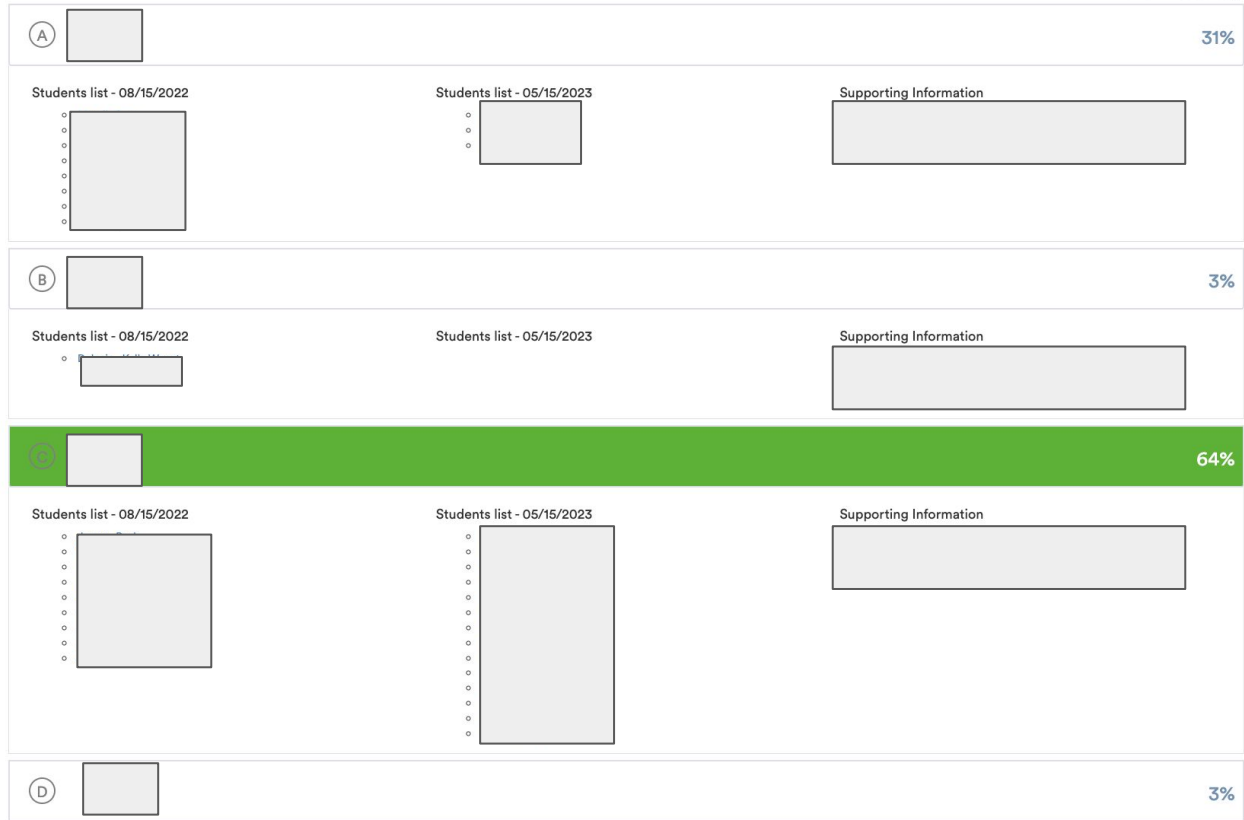 A
31%
Students list - 08/15/2022
Students list - 05/15/2023
Supporting Information
B
3%
Students list - 08/15/2022
Students list - 05/15/2023
Supporting Information
C
64%
Students list - 08/15/2022
Students list - 05/15/2023
Supporting Information
D
3%